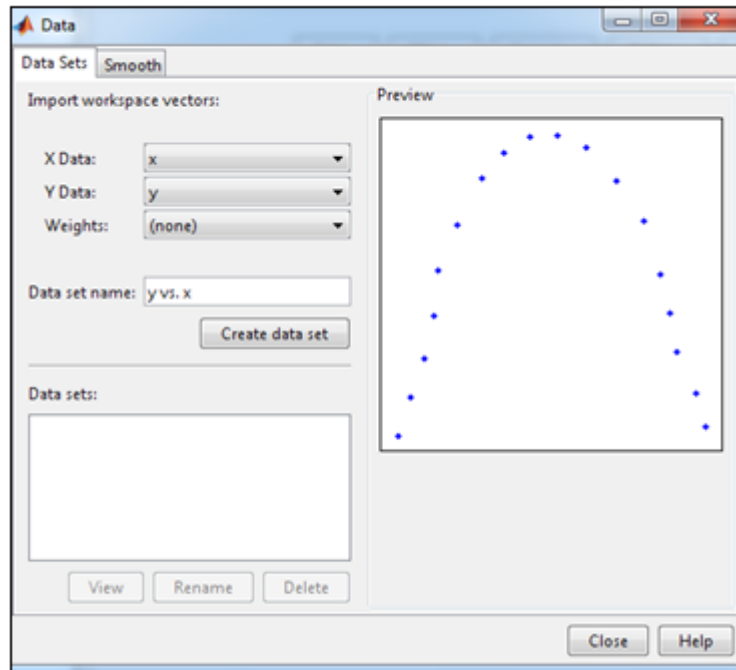 Data
Data Sets
Smooth
Import workspace vectors:
X Data:
x
Y Data:
y
Weights:
(none)
Data set name:
y vs. x
Create data set
Data sets:
View
Rename
Delete
Preview
Close
Help